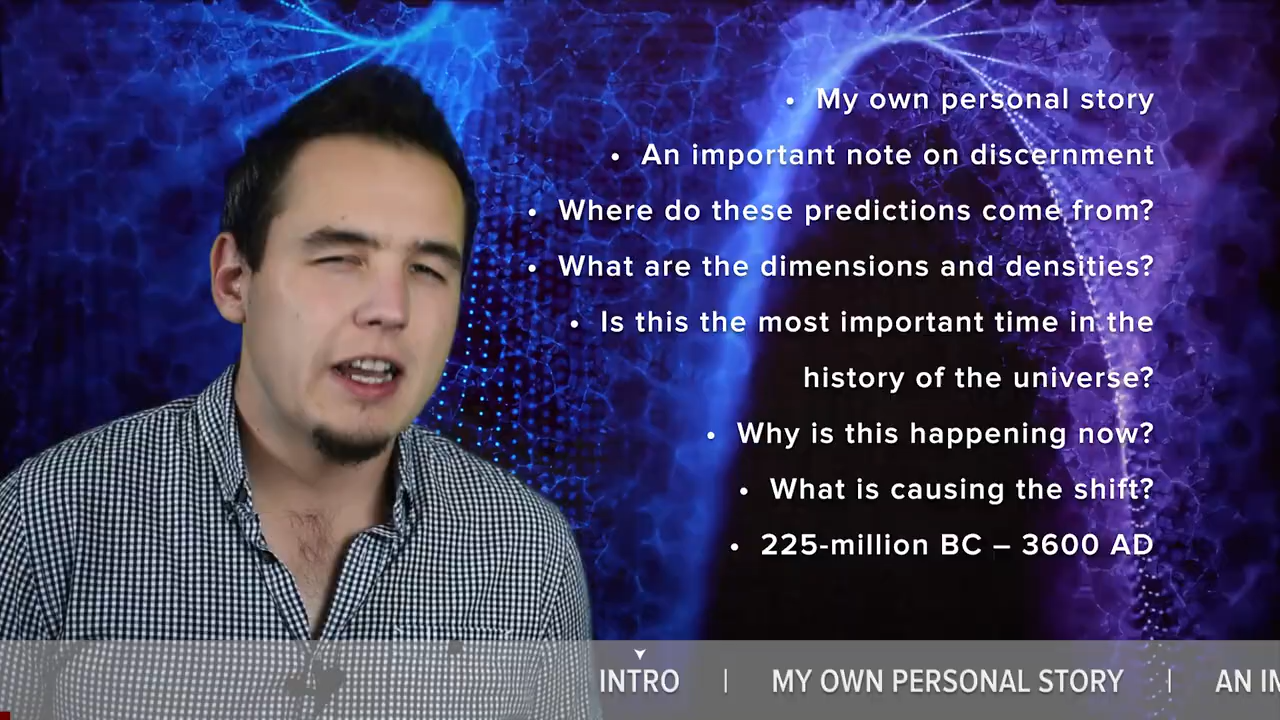 • My own personal story
• An important note on discernment
• Where do these predictions come from?
• What are the dimensions and densities?
• Is this the most important time in the
history of the universe?
• Why is this happening now?
• What is causing the shift?
• 225-million BC – 3600 AD
INTRO | MY OWN PERSONAL STORY | AN